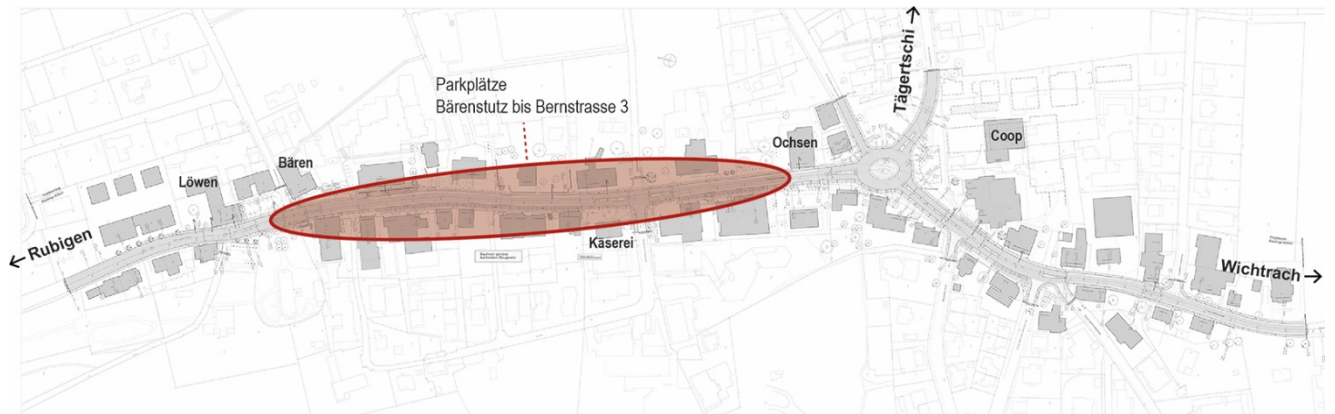 Tägertschi →
Parkplätze
Bärenstutz bis Bernstrasse 3
Ochsen
Coop
Bären
Löwen
Käserei
← Rubigen
Wichtrach →